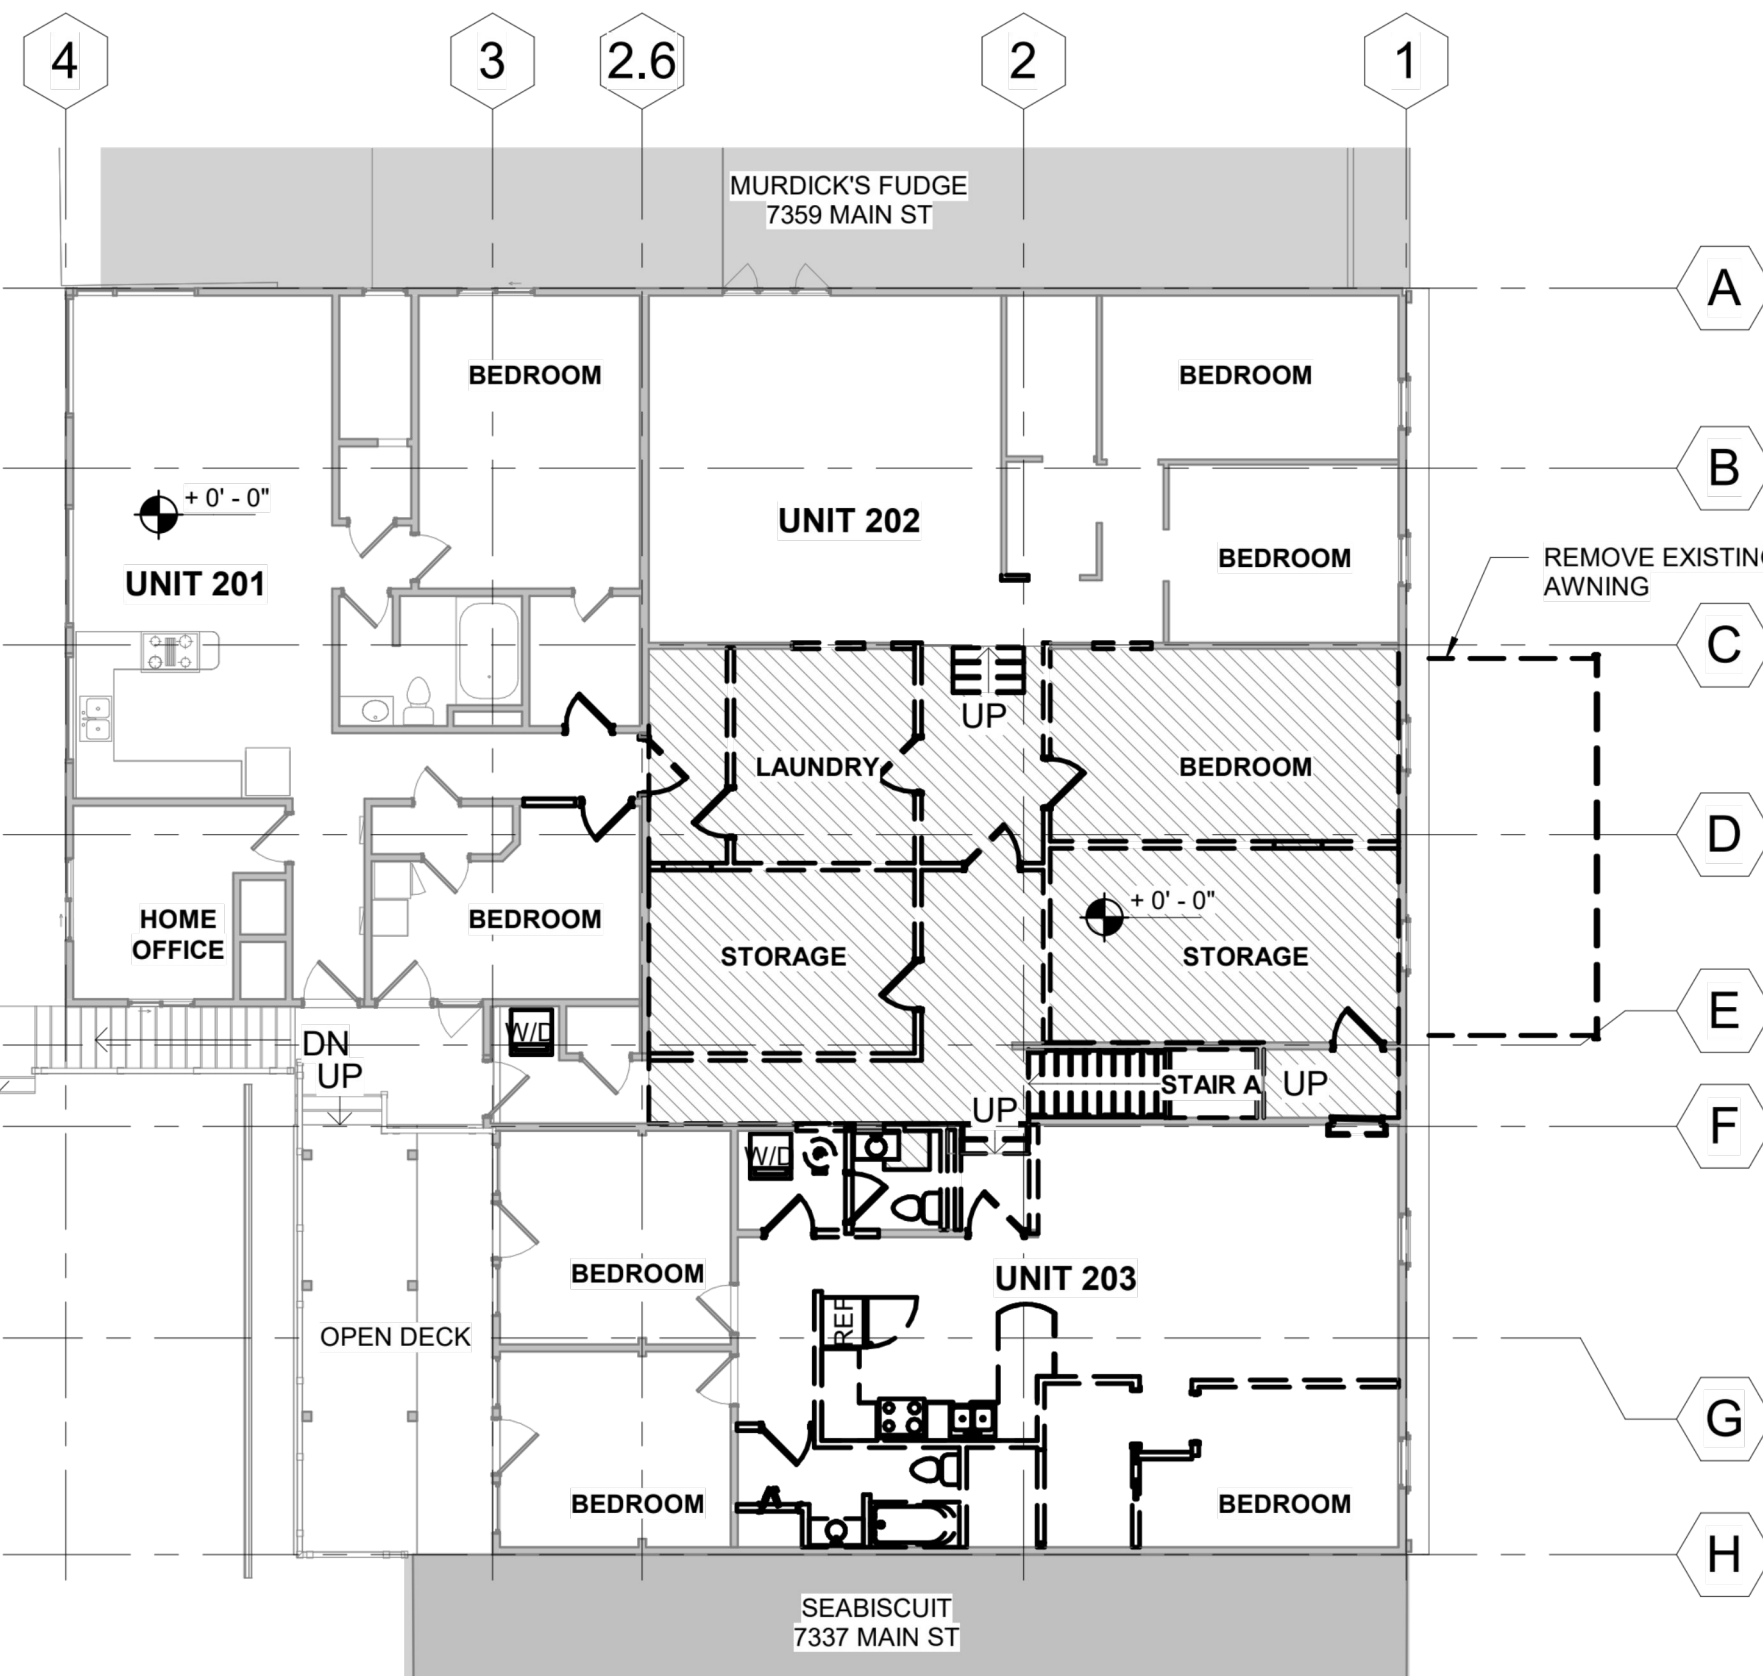 4
3
2.6
2
1
MURDICK'S FUDGE
7359 MAIN ST
A
BEDROOM
BEDROOM
B
+ 0' - 0"
UNIT 202
BEDROOM
REMOVE EXISTING
AWNING
UNIT 201
C
UP
LAUNDRY
BEDROOM
D
+ 0' - 0"
HOME
OFFICE
BEDROOM
STORAGE
STORAGE
E
W/D
DN
UP
STAIR A
UP
UP
F
W/D
BEDROOM
UNIT 203
REF
OPEN DECK
G
BEDROOM
BEDROOM
H
SEABISCUIT
7337 MAIN ST